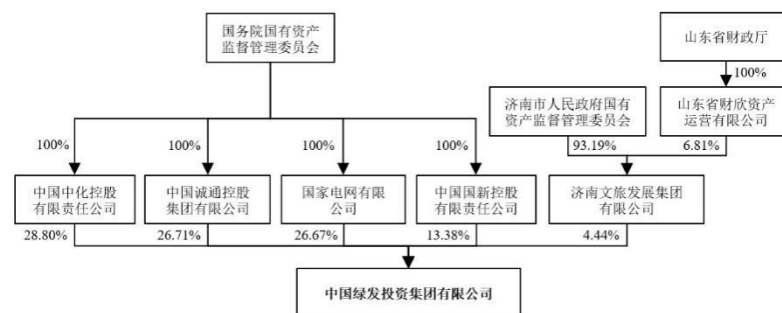 国务院国有资产
监督管理委员会
山东省财政厅
100%
济南市人民政府国有
资产监督管理委员会
山东省财欣资产
运营有限公司
100%
100%
100%
100%
93.19%
6.81%
中国中化控股
有限责任公司
中国诚通控股
集团有限公司
国家电网有限
公司
中国国新控股
有限责任公司
济南文旅发展集团
有限公司
28.80%
26.71%
26.67%
13.38%
4.44%
中国绿发投资集团有限公司